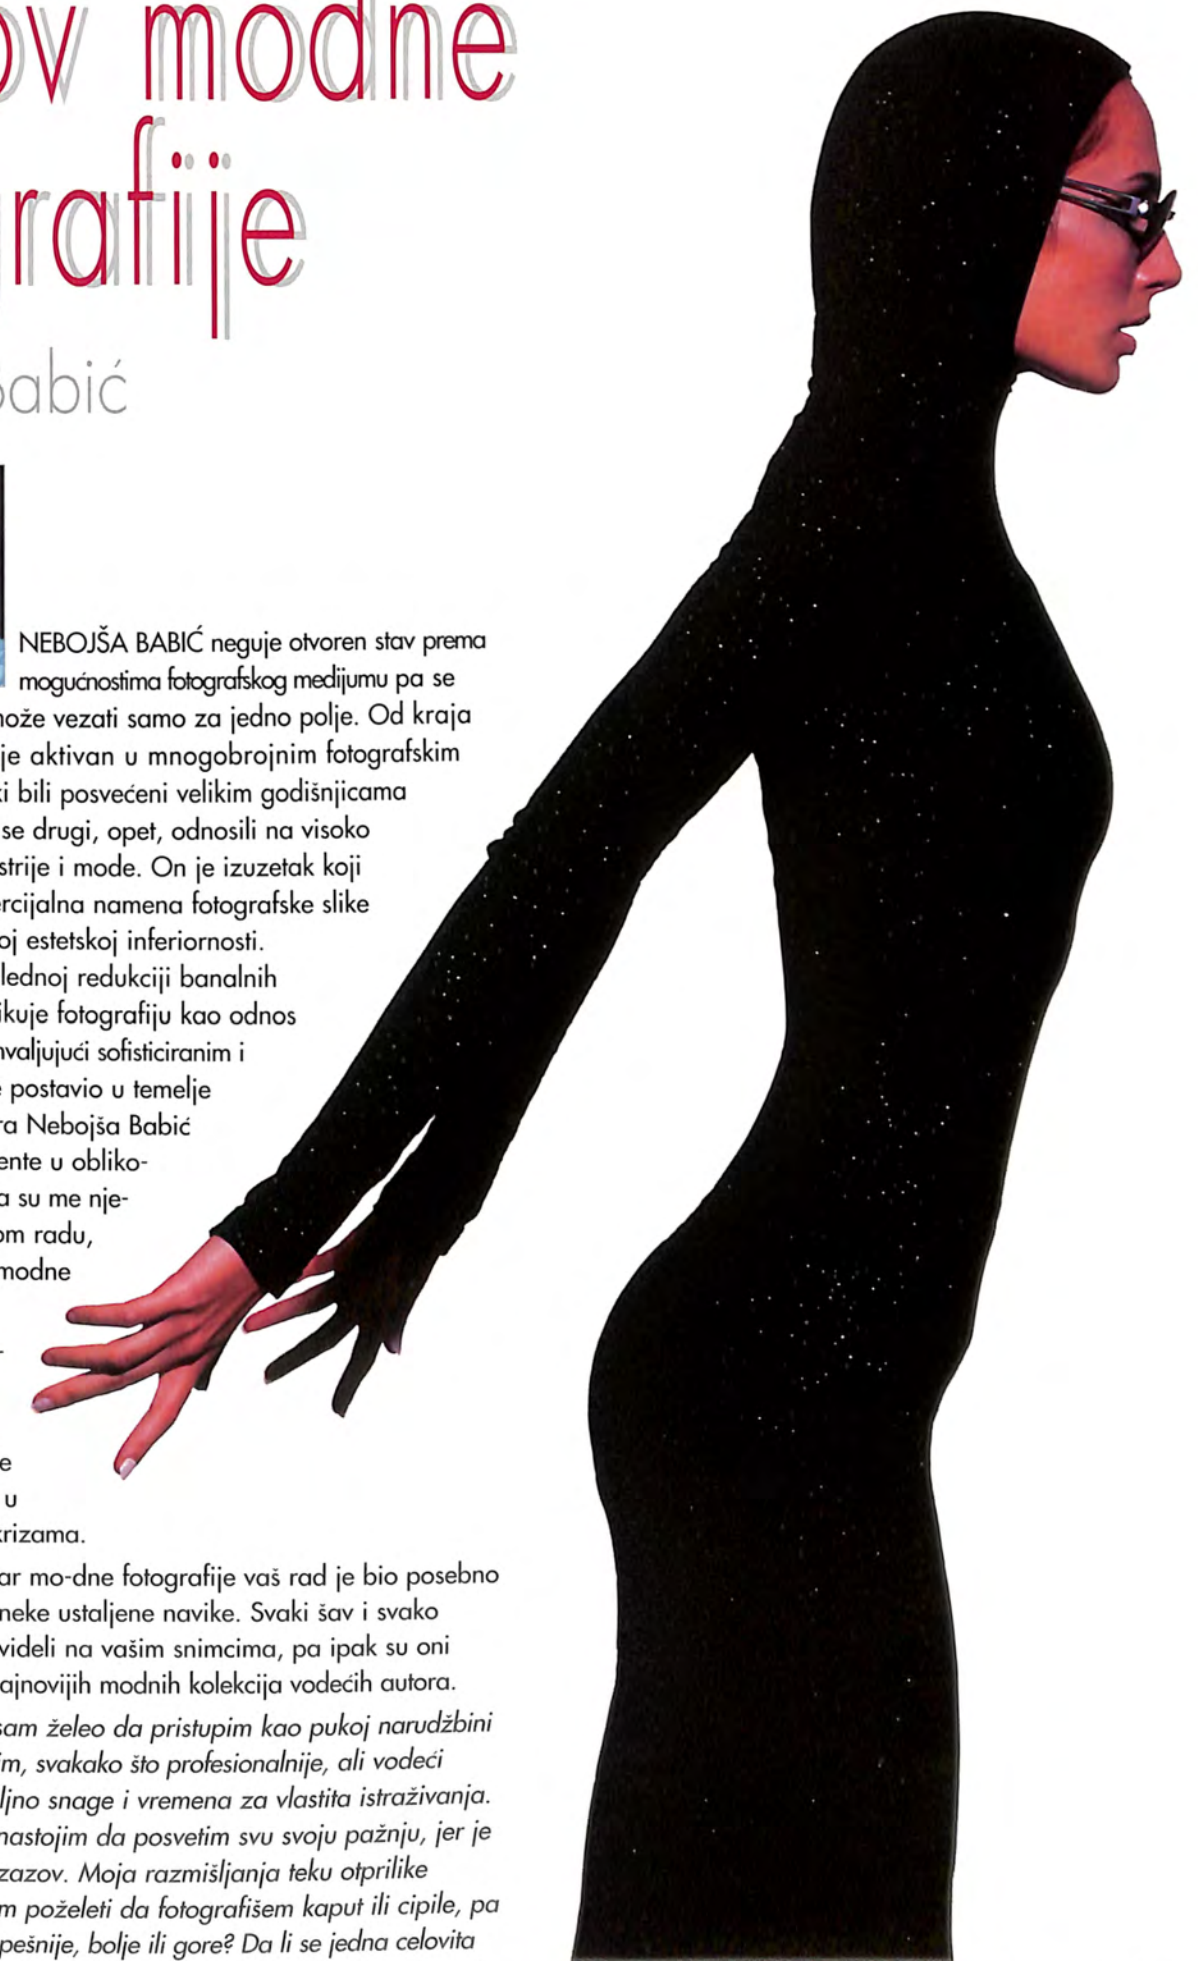 ov modne
rafije
Babić
NEBOJŠA BABIĆ neguje otvoren stav prema
mogućnostima fotografskog medijumu pa se
može vezati samo za jedno polje. Od kraja
je aktivan u mnogobrojnim fotografskim
ki bili posvećeni velikim godišnjicama
se drugi, opet, odnosili na visoko
strije i mode. On je izuzetak koji
ercijalna namena fotografske slike
oj estetskoj inferiornosti.
lednoj redukciji banalnih
ikuje fotografiju kao odnos
hvaljujući sofisticiranim i
e postavio u temelje
ra Nebojša Babić
ente u obliko-
a su me nje-
om radu,
modne
-
e
u
krizama.
ar mo-dne fotografije vaš rad je bio posebno
neke ustaljene navike. Svaki šav i svako
videli na vašim snimcima, pa ipak su oni
ajnovijih modnih kolekcija vodećih autora.
sam želeo da pristupim kao pukoj narudžbini
im, svakako što profesionalnije, ali vodeći
ljno snage i vremena za vlastita istraživanja.
nastojim da posvetim svu svoju pažnju, jer je
zazov. Moja razmišljanja teku otprilike
m poželeti da fotografišem kaput ili cipile, pa
pešnije, bolje ili gore? Da li se jedna celovita